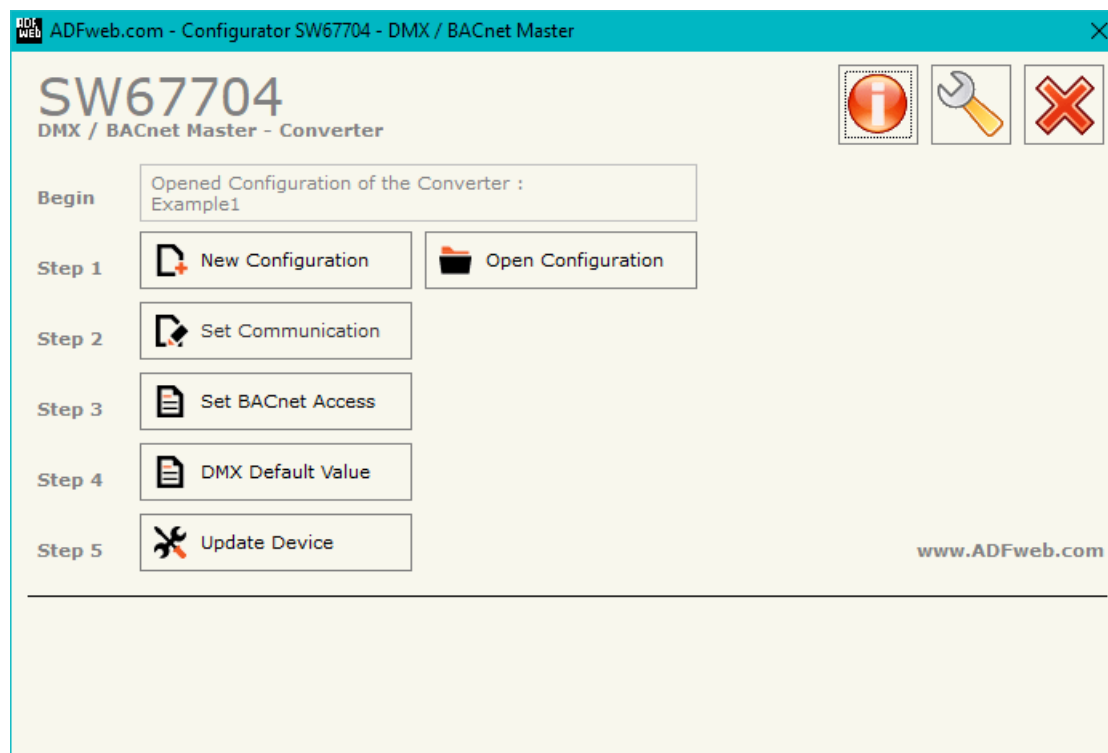 ADF
WEB
ADFweb.com - Configurator SW67704 - DMX / BACnet Master
SW67704
DMX / BACnet Master - Converter
Begin
Opened Configuration of the Converter :
Example1
Step 1
New Configuration
Open Configuration
Step 2
Set Communication
Step 3
Set BACnet Access
Step 4
DMX Default Value
Step 5
Update Device
www.ADFweb.com